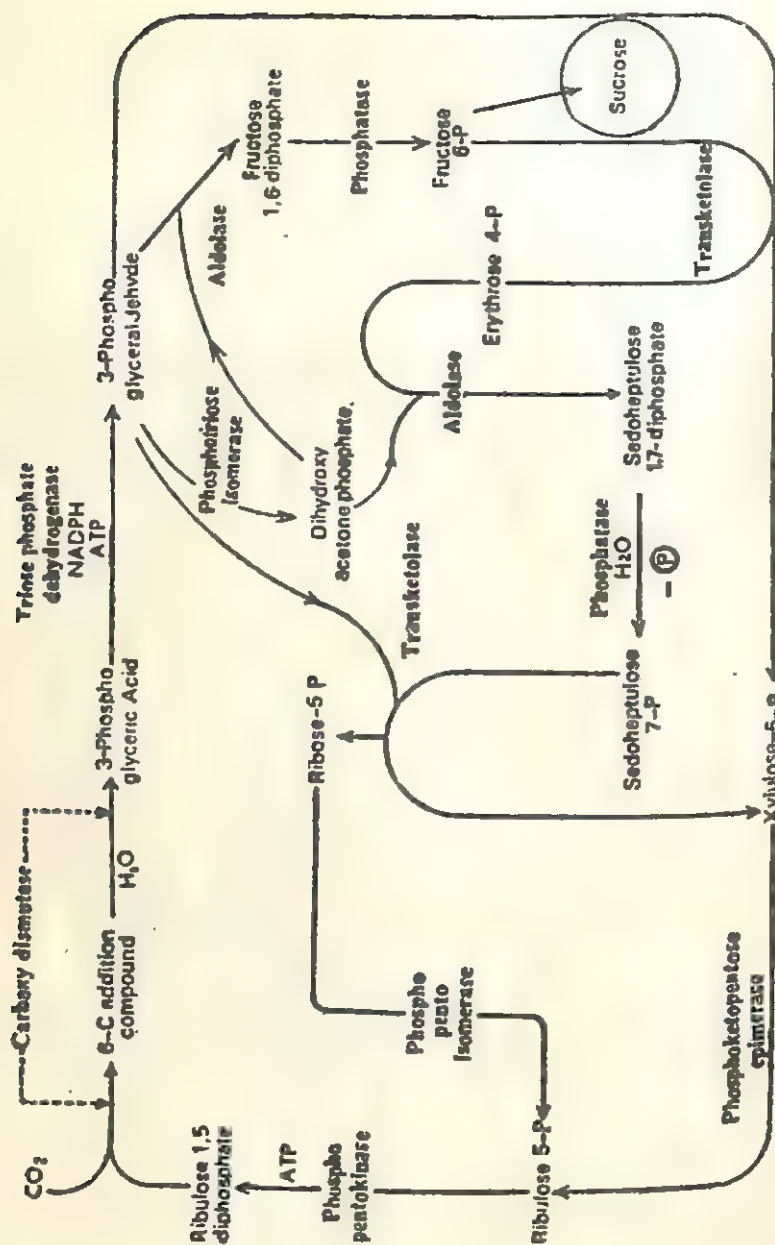 CO2
Carboxy dismutase
6-C addition
compound
H2O
3-Phospho
glyceric Acid
Triose phosphate
dehydrogenase
NADPH
ATP
3-Phospho
glyceraldehyde
Ribulose 1,5
diphosphate
ATP
Phospho
pentokinase
Ribulose 5-P
Phospho
pento
Isomerase
Ribose-5 P
Phosphotriose
Isomerase
Dihydroxy
acetone phosphate.
Aldolase
Fructose
1,6-diphosphate
Phosphatase
Fructose
6-P
Sucrose
Transketolase
Aldolase
Erythrose 4-P
Transketolase
Sedoheptulose
1,7-diphosphate
Phosphatase
H2O
– P
Sedoheptulose
7-P
Xylulose-5-P
Phosphoketopentose
epimerase